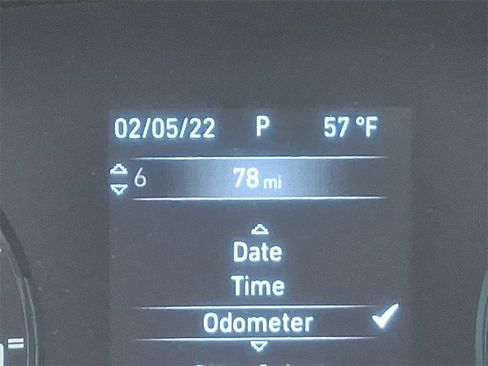 02/05/22 P 57 °F
6 78 mi
Date
Time
Odometer